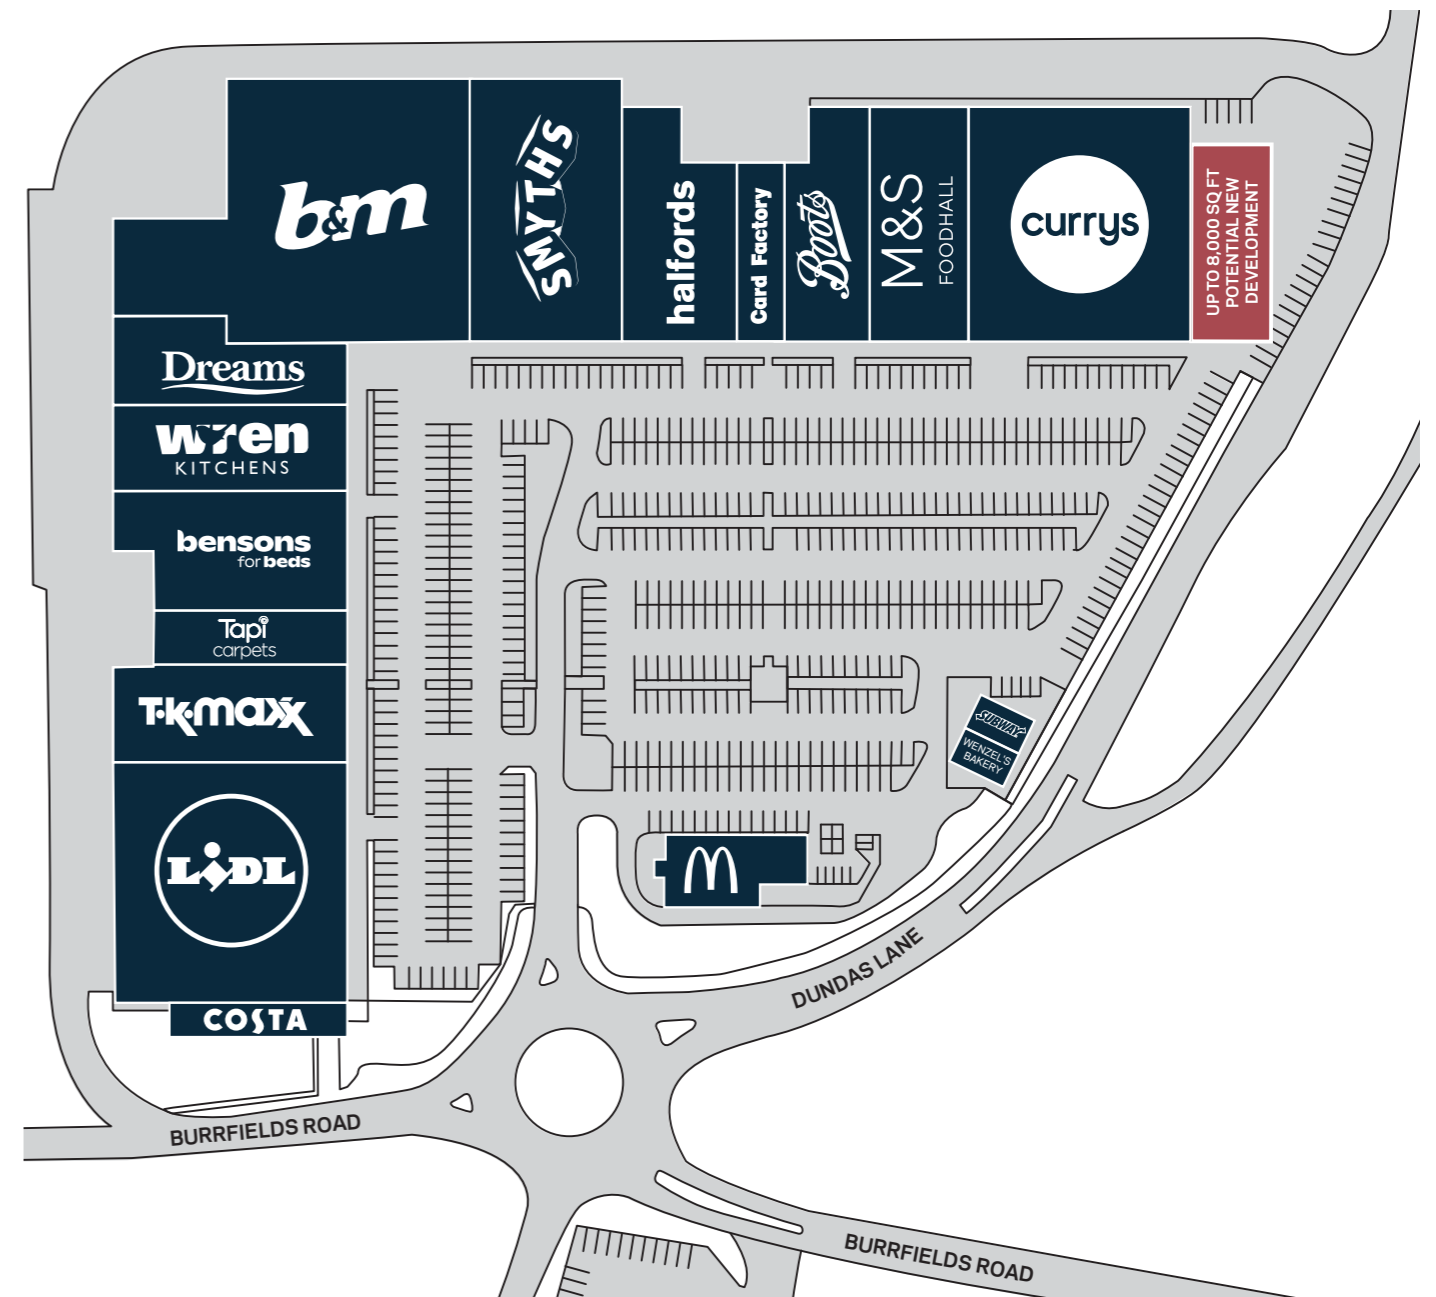 b&m
SMYTHS
halfords
Card Factory
Boots
M&S
FOODHALL
currys
UP TO 8,000 SQ FT
POTENTIAL NEW
DEVELOPMENT
Dreams
wren
KITCHENS
bensons
for beds
Tapi
carpets
T·K·maxx
LiDL
COSTA
SUBWAY
WENZEL'S
BAKERY
M
DUNDAS LANE
BURRFIELDS ROAD
BURRFIELDS ROAD